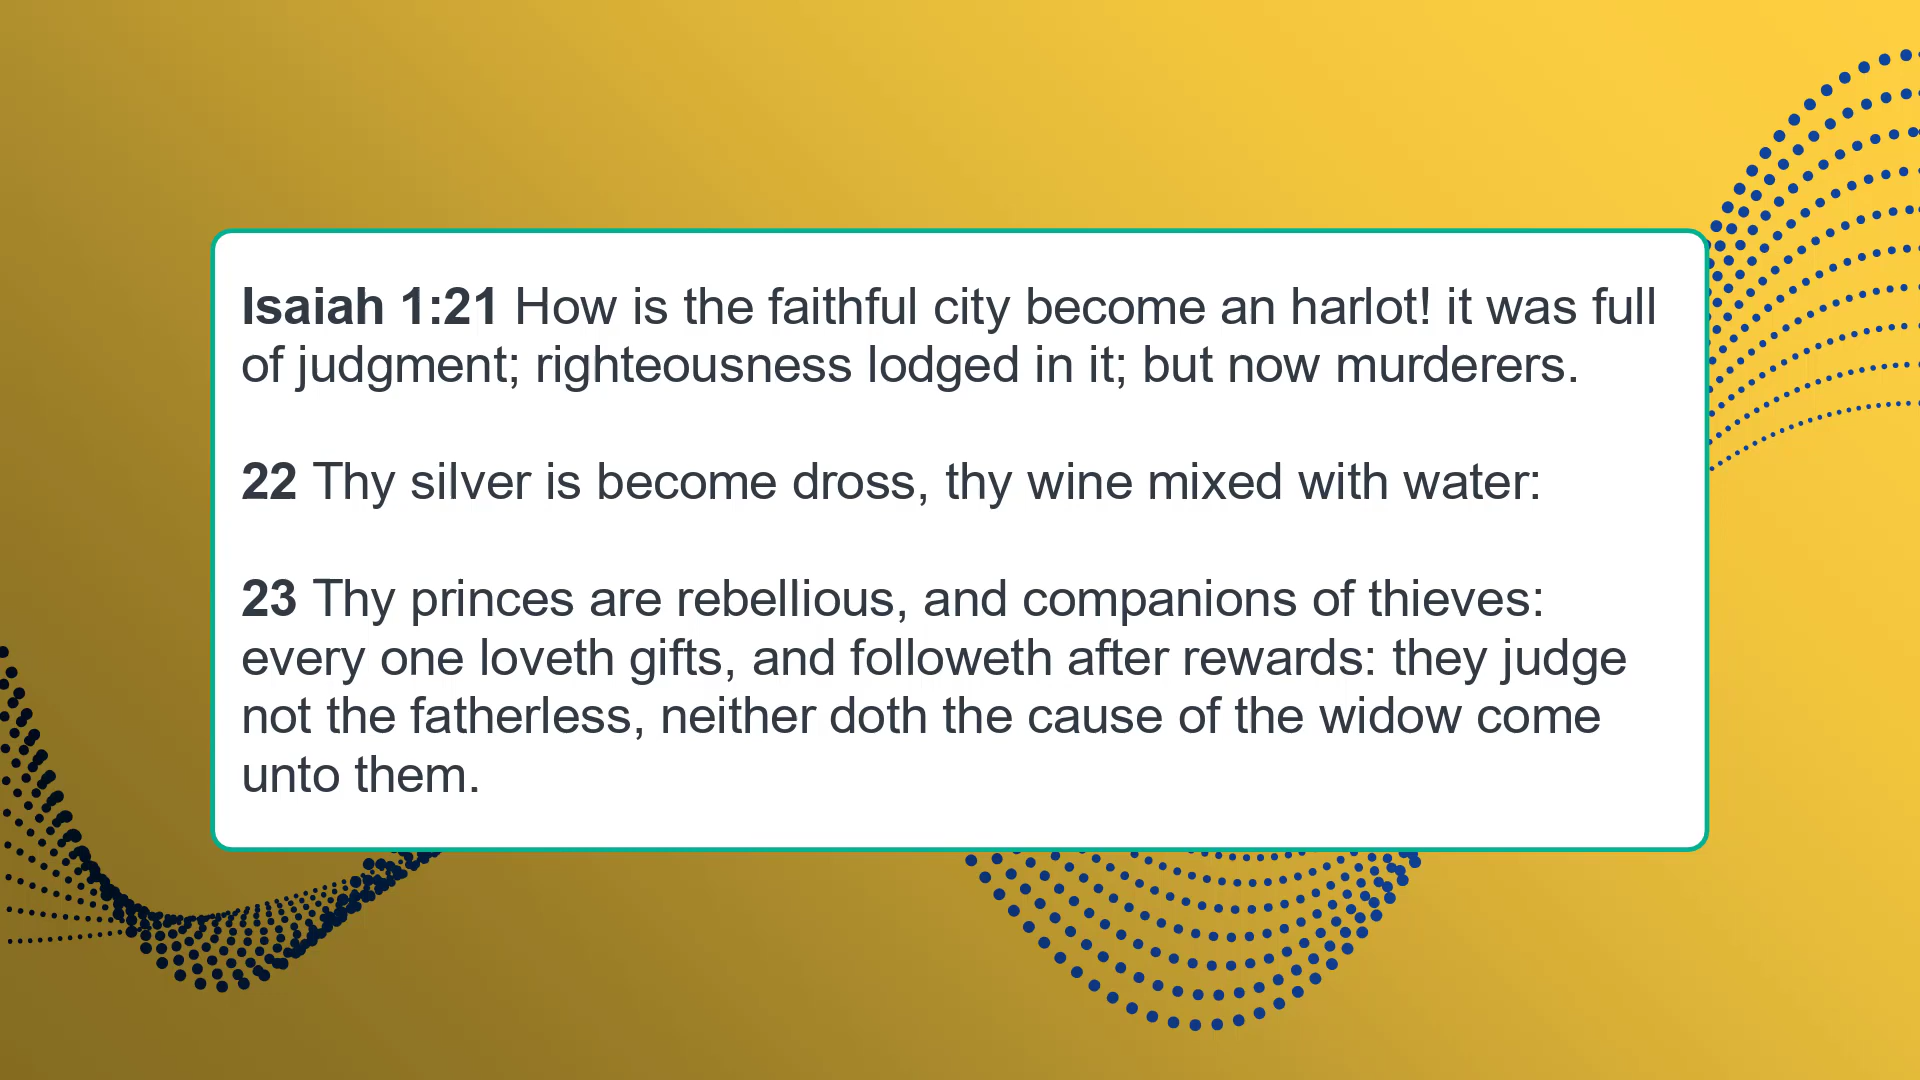 Isaiah 1:21 How is the faithful city become an harlot! it was full
of judgment; righteousness lodged in it; but now murderers.
22 Thy silver is become dross, thy wine mixed with water:
23 Thy princes are rebellious, and companions of thieves:
every one loveth gifts, and followeth after rewards: they judge
not the fatherless, neither doth the cause of the widow come
unto them.